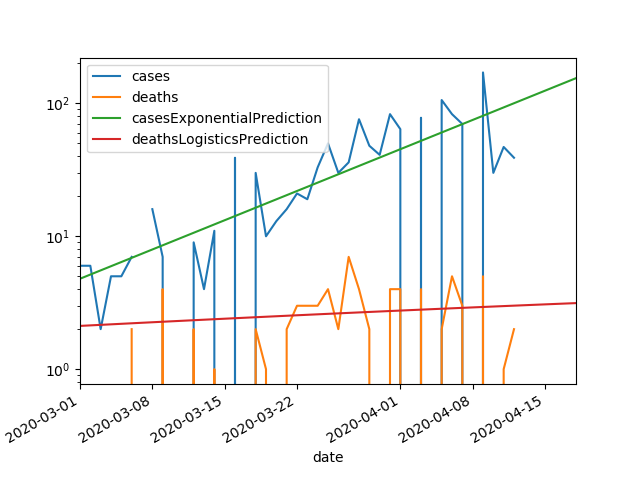 cases
deaths
casesExponentialPrediction
deathsLogisticsPrediction
10²
10¹
10⁰
2020-03-01
2020-03-08
2020-03-15
2020-03-22
2020-04-01
2020-04-08
2020-04-15
date